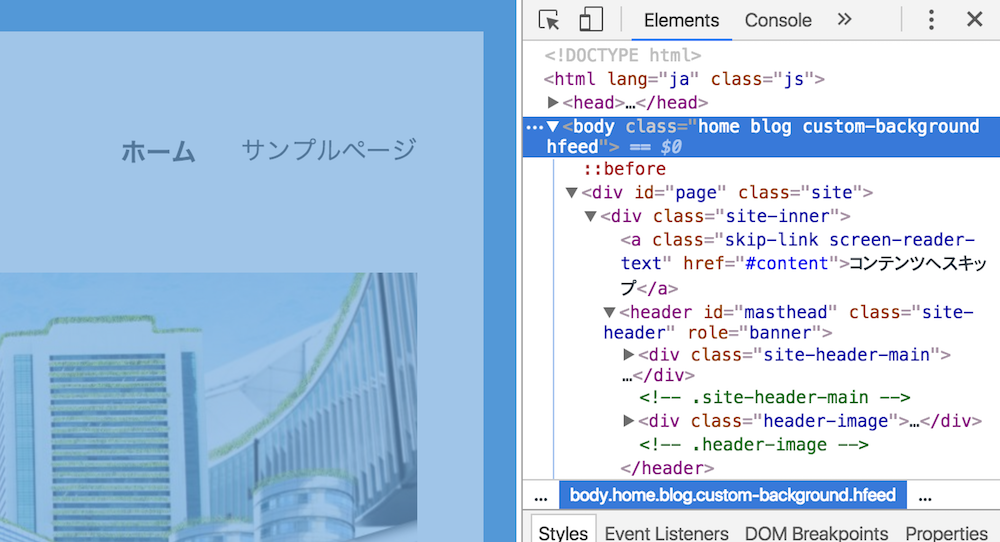 ホーム サンプルページ
Elements Console
<!DOCTYPE html>
<html lang="ja" class="js">
<head>…</head>
<body class="home blog custom-background
hfeed"> == $0
::before
<div id="page" class="site">
<div class="site-inner">
<a class="skip-link screen-reader-
text" href="#content">コンテンツへスキッ
プ</a>
<header id="masthead" class="site-
header" role="banner">
<div class="site-header-main">
…</div>
<!-- .site-header-main -->
<div class="header-image">…</div>
<!-- .header-image -->
</header>
... body.home.blog.custom-background.hfeed ...
Styles Event Listeners DOM Breakpoints Properties